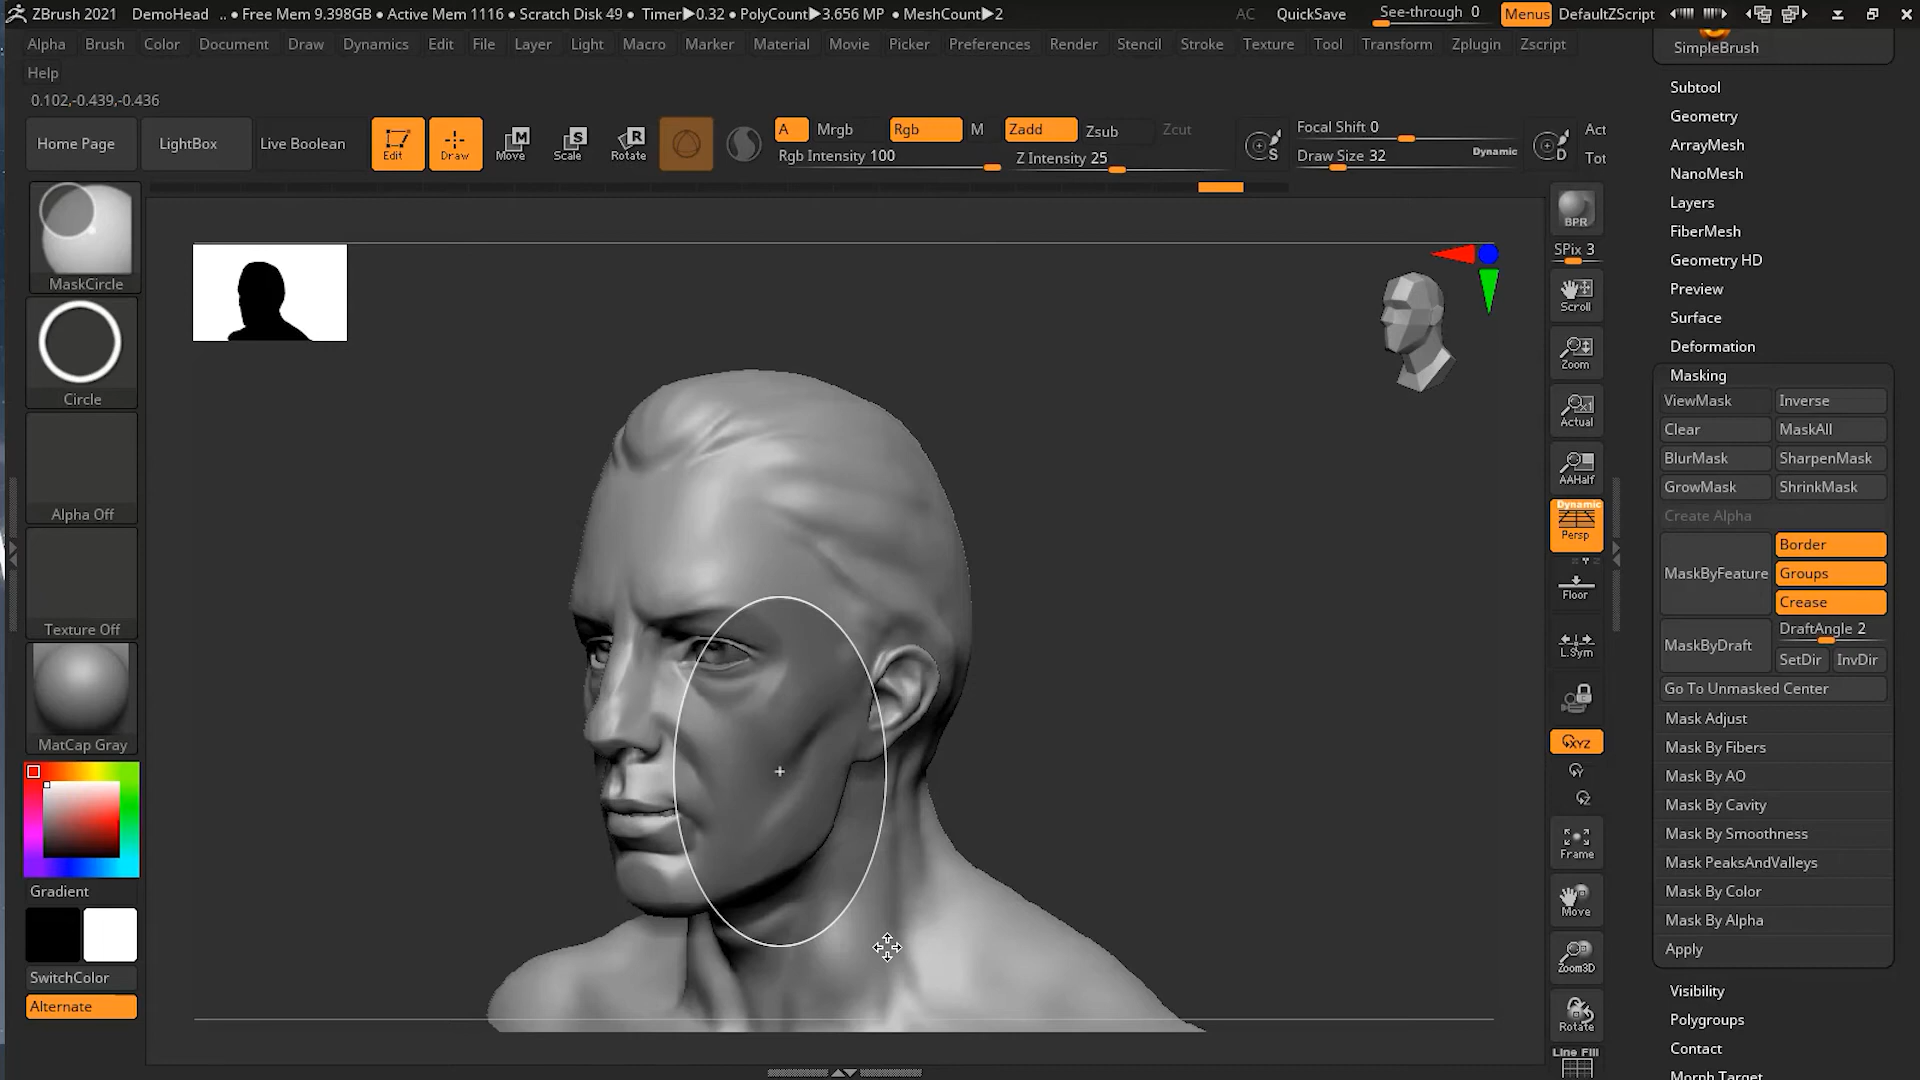 ZBrush 2021 DemoHead .. • Free Mem 9.398GB • Active Mem 1116 • Scratch Disk 49 • Timer▶0.32 • PolyCount▶3.656 MP • MeshCount▶2 AC QuickSave See-through 0 Menus DefaultZScript
Alpha Brush Color Document Draw Dynamics Edit File Layer Light Macro Marker Material Movie Picker Preferences Render Stencil Stroke Texture Tool Transform Zplugin Zscript
Help
0.102,-0.439,-0.436
Home Page LightBox Live Boolean Edit Draw Move Scale Rotate
M S R
A Mrgb Rgb M Zadd Zsub Zcut
Rgb Intensity 100 Z Intensity 25
S Focal Shift 0
Draw Size 32 Dynamic
D Act
Tot
MaskCircle
Circle
Alpha Off
Texture Off
MatCap Gray
Gradient
SwitchColor
Alternate
BPR
SPix 3
Scroll
Zoom
Actual
AAHalf
Dynamic
Persp
Floor
L.Sym
XYZ
Y
Z
Frame
Move
Zoom3D
Rotate
Line Fill
SimpleBrush
Subtool
Geometry
ArrayMesh
NanoMesh
Layers
FiberMesh
Geometry HD
Preview
Surface
Deformation
Masking
ViewMask Inverse
Clear MaskAll
BlurMask SharpenMask
GrowMask ShrinkMask
Create Alpha
MaskByFeature Border
Groups
Crease
MaskByDraft DraftAngle 2
SetDir InvDir
Go To Unmasked Center
Mask Adjust
Mask By Fibers
Mask By AO
Mask By Cavity
Mask By Smoothness
Mask PeaksAndValleys
Mask By Color
Mask By Alpha
Apply
Visibility
Polygroups
Contact
Morph Target